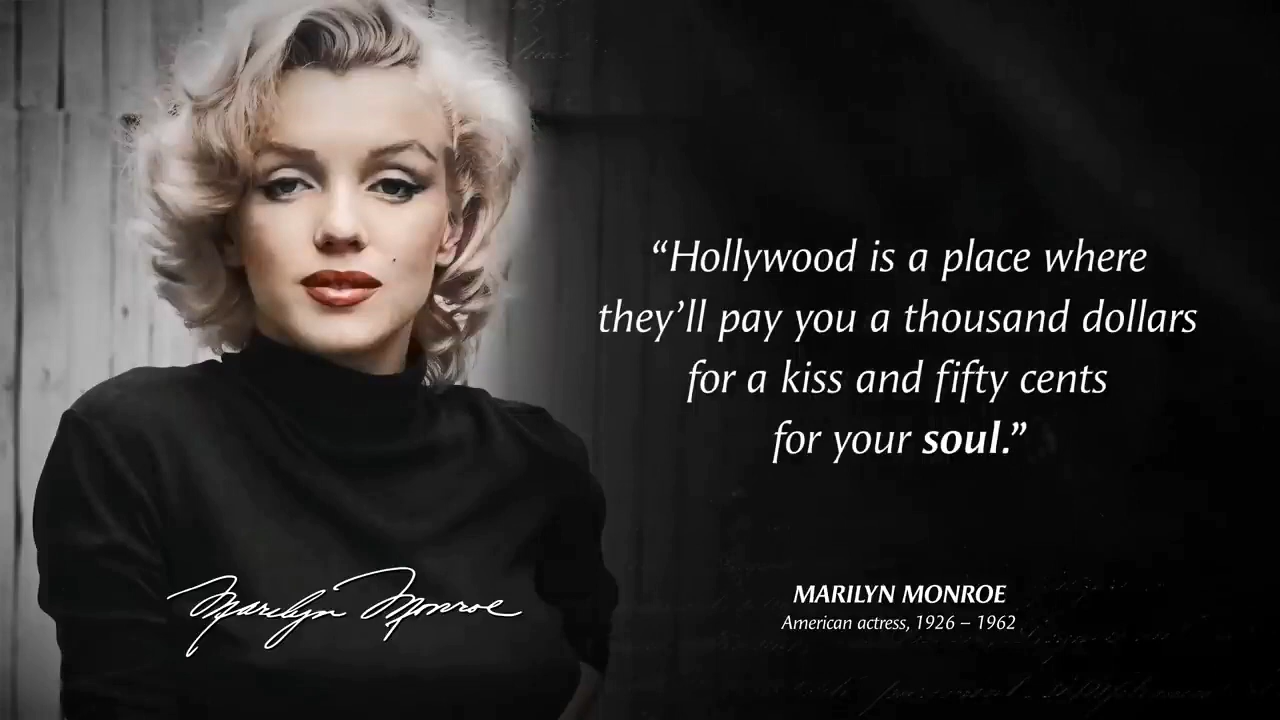 “Hollywood is a place where
they’ll pay you a thousand dollars
for a kiss and fifty cents
for your soul.”
Marilyn Monroe
MARILYN MONROE
American actress, 1926 – 1962